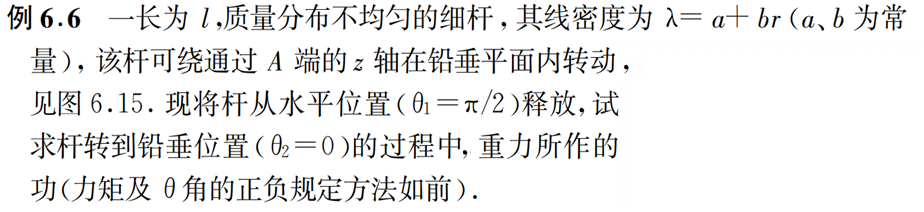 例6.6 一长为 l,质量分布不均匀的细杆,其线密度为 λ= a+ br (a、b 为常
量), 该杆可绕通过 A 端的 z 轴在铅垂平面内转动,
见图 6.15. 现将杆从水平位置(θ₁=π/2)释放, 试
求杆转到铅垂位置(θ₂=0)的过程中, 重力所作的
功(力矩及 θ角的正负规定方法如前).